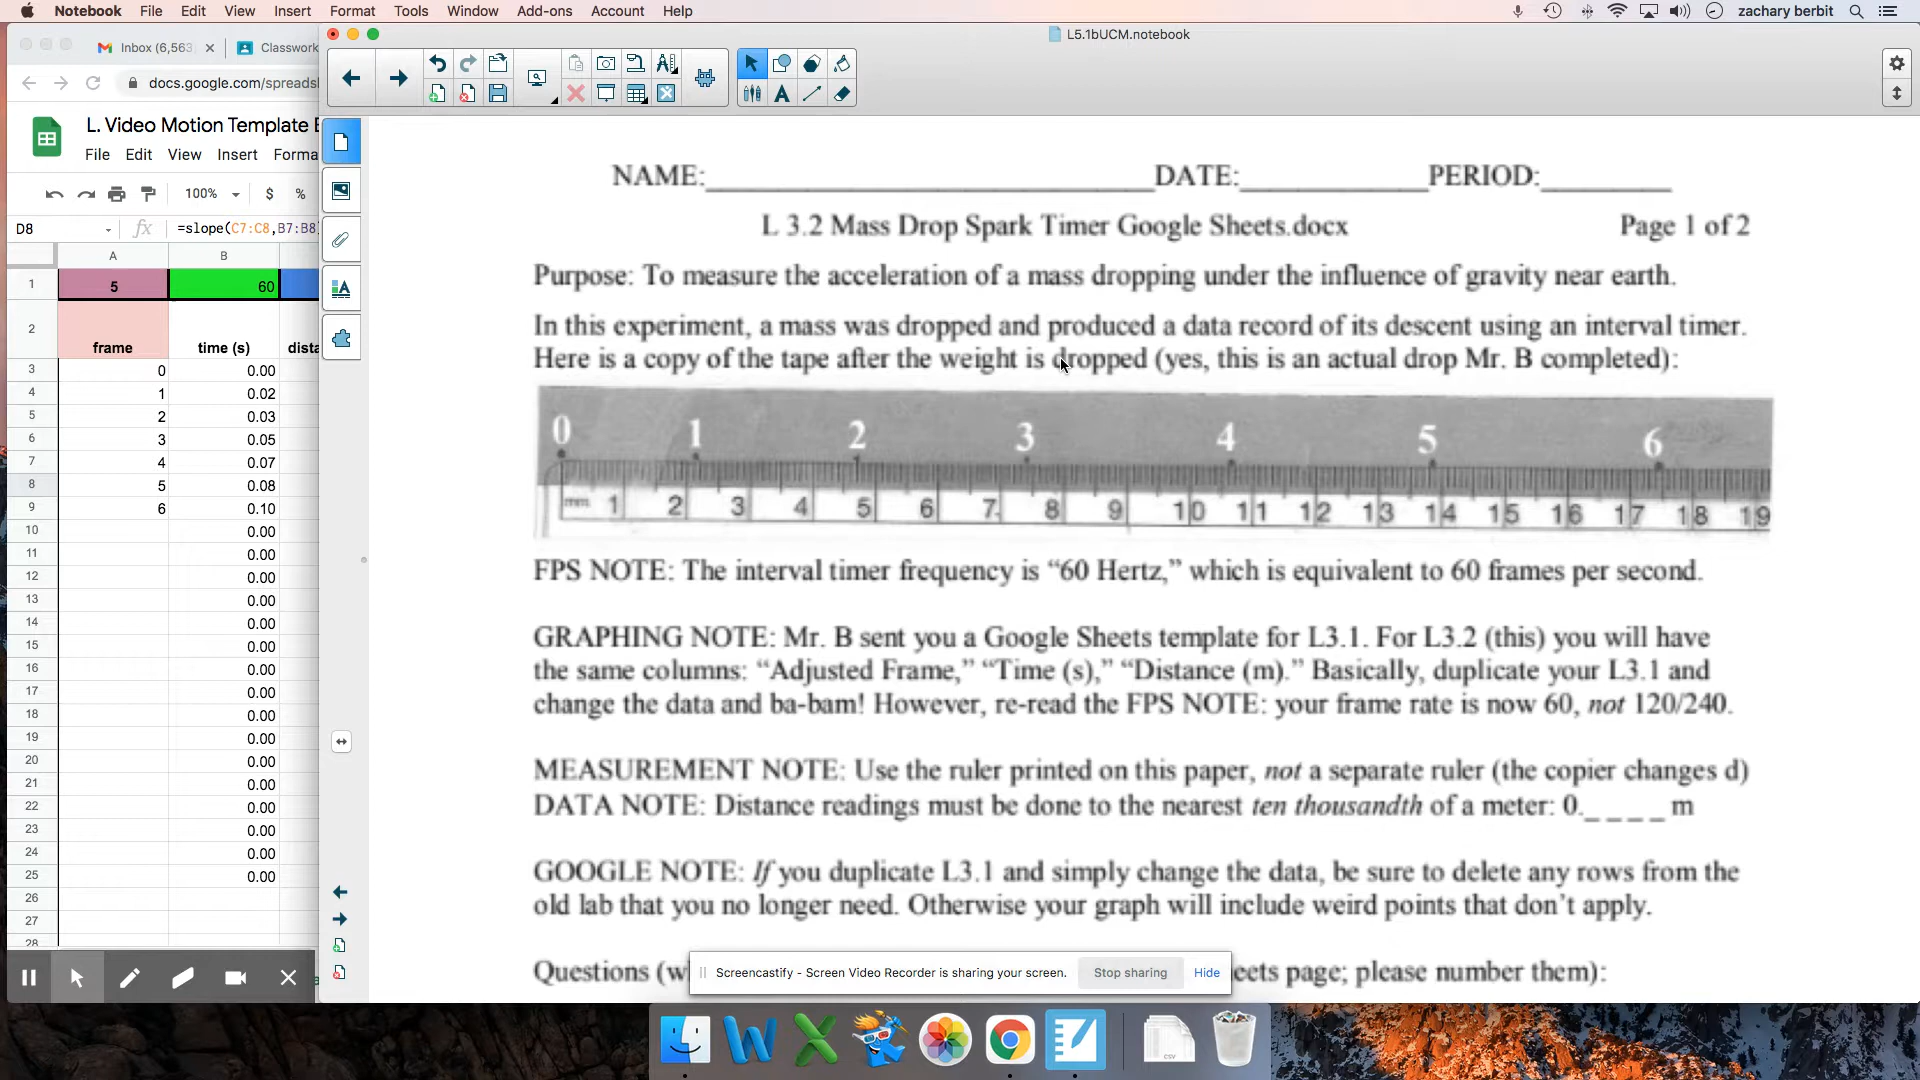 Notebook File Edit View Insert Format Tools Window Add-ons Account Help zachary berbit
L5.1bUCM.notebook
Inbox (6,563 Classwork
docs.google.com/spreads
L. Video Motion Template
File Edit View Insert Forma
100% $ %
D8 fx =slope(C7:C8,B7:B8
A B
1 5 60
2 frame time (s) dista
3 0 0.00
4 1 0.02
5 2 0.03
6 3 0.05
7 4 0.07
8 5 0.08
9 6 0.10
10 0.00
11 0.00
12 0.00
13 0.00
14 0.00
15 0.00
16 0.00
17 0.00
18 0.00
19 0.00
20 0.00
21 0.00
22 0.00
23 0.00
24 0.00
25 0.00
26
27
28
NAME:______________________________DATE:____________PERIOD:________
L 3.2 Mass Drop Spark Timer Google Sheets.docx Page 1 of 2
Purpose: To measure the acceleration of a mass dropping under the influence of gravity near earth.
In this experiment, a mass was dropped and produced a data record of its descent using an interval timer.
Here is a copy of the tape after the weight is dropped (yes, this is an actual drop Mr. B completed):
0 1 2 3 4 5 6
mm 1 2 3 4 5 6 7 8 9 10 11 12 13 14 15 16 17 18 19
FPS NOTE: The interval timer frequency is “60 Hertz,” which is equivalent to 60 frames per second.
GRAPHING NOTE: Mr. B sent you a Google Sheets template for L3.1. For L3.2 (this) you will have
the same columns: “Adjusted Frame,” “Time (s),” “Distance (m).” Basically, duplicate your L3.1 and
change the data and ba-bam! However, re-read the FPS NOTE: your frame rate is now 60, not 120/240.
MEASUREMENT NOTE: Use the ruler printed on this paper, not a separate ruler (the copier changes d)
DATA NOTE: Distance readings must be done to the nearest ten thousandth of a meter: 0._ _ _ _ m
GOOGLE NOTE: If you duplicate L3.1 and simply change the data, be sure to delete any rows from the
old lab that you no longer need. Otherwise your graph will include weird points that don’t apply.
Questions (w eets page; please number them):
Screencastify - Screen Video Recorder is sharing your screen. Stop sharing Hide
CSV